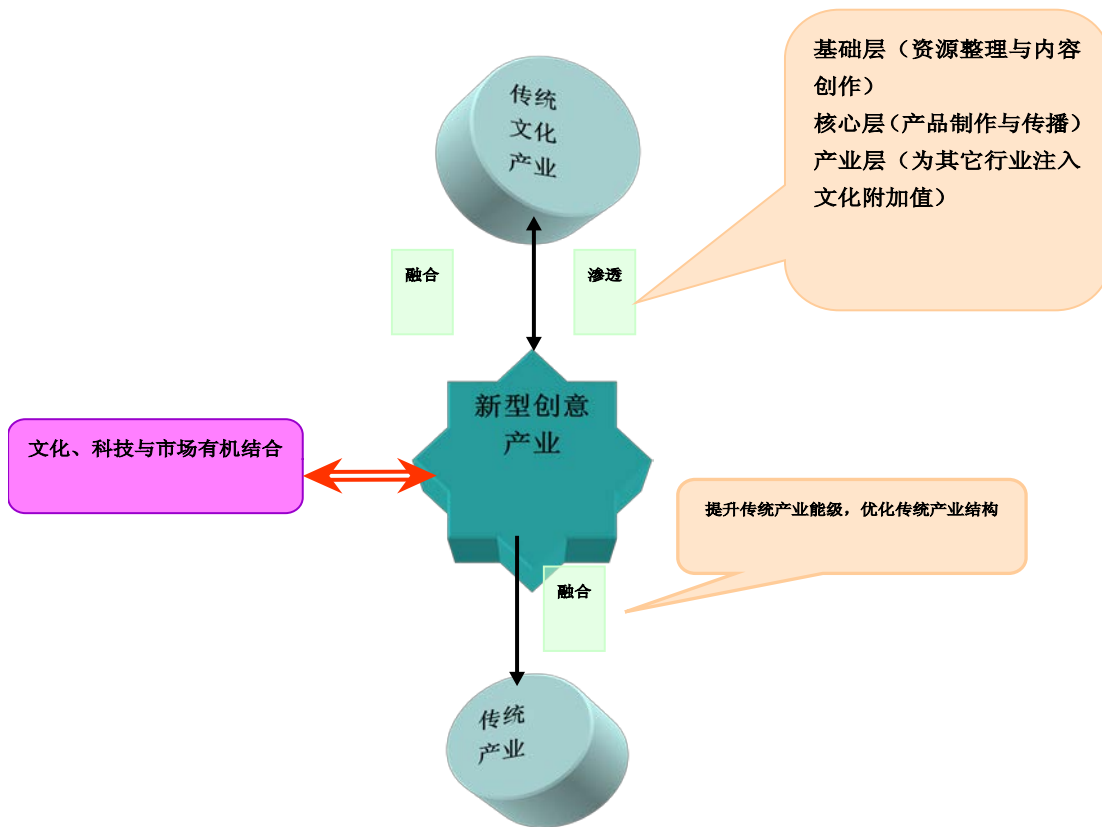 传统
文化
产业
基础层（资源整理与内容
创作）
核心层（产品制作与传播）
产业层（为其它行业注入
文化附加值）
融合
渗透
新型创意
产业
文化、科技与市场有机结合
提升传统产业能级，优化传统产业结构
融合
传统
产业